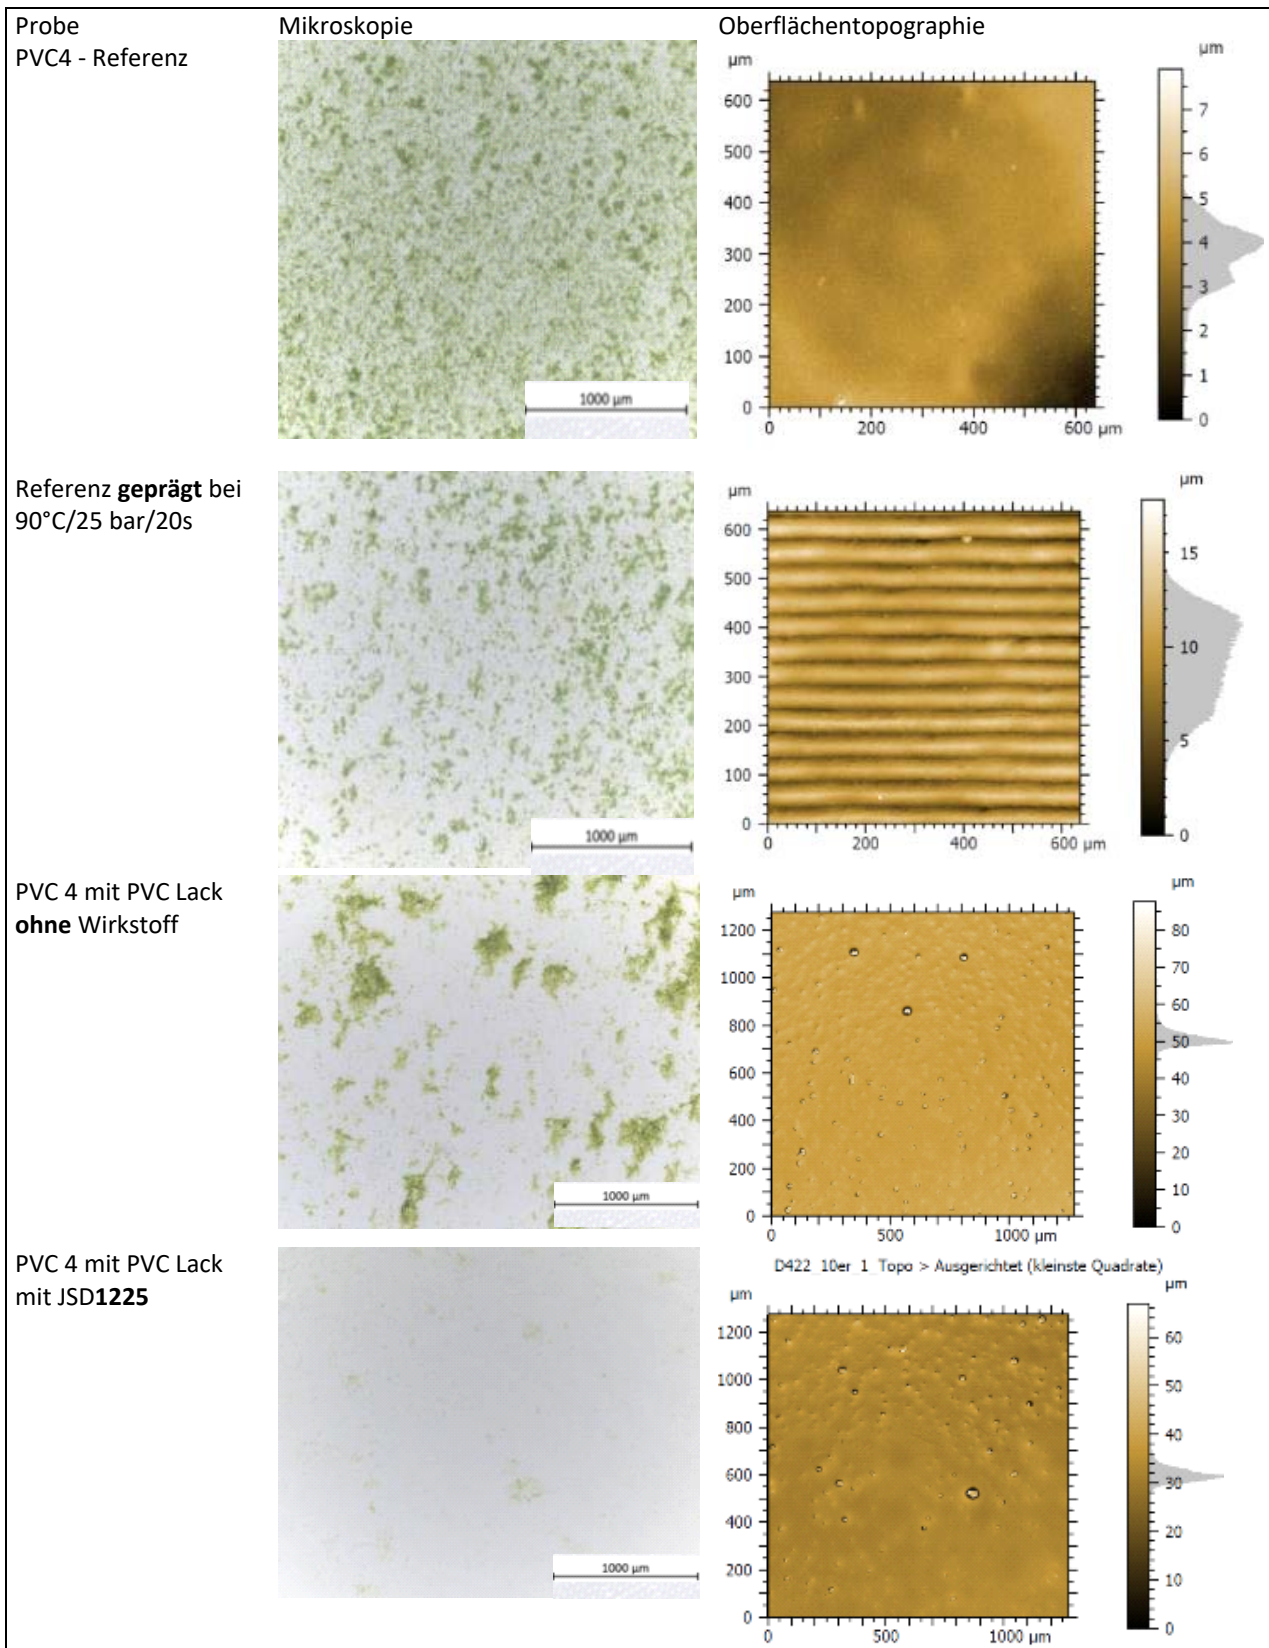 Probe
Mikroskopie
Oberflächentopographie
PVC4 - Referenz
µm
600
500
400
300
200
100
0
0 200 400 600 µm
µm
7
6
5
4
3
2
1
0
1000 µm
Referenz geprägt bei
90°C/25 bar/20s
µm
600
500
400
300
200
100
0
0 200 400 600 µm
µm
15
10
5
0
1000 µm
PVC 4 mit PVC Lack
ohne Wirkstoff
µm
1200
1000
800
600
400
200
0
0 500 1000 µm
µm
80
70
60
50
40
30
20
10
0
1000 µm
PVC 4 mit PVC Lack
mit JSD1225
D422_10er_1_Topo > Ausgerichtet (kleinste Quadrate)
µm
1200
1000
800
600
400
200
0
0 500 1000 µm
µm
60
50
40
30
20
10
0
1000 µm